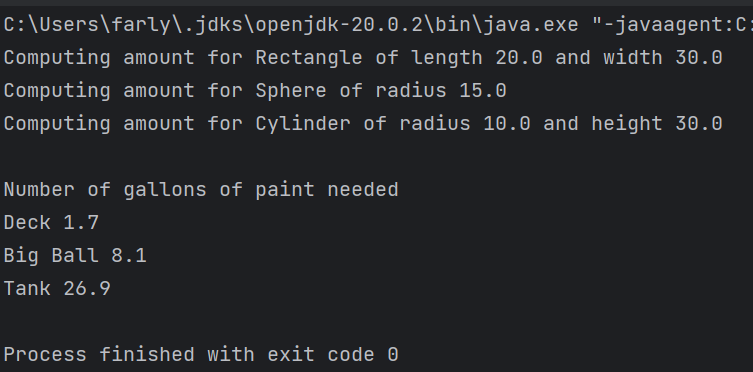 C:\Users\farly\.jdks\openjdk-20.0.2\bin\java.exe "-javaagent:C:
Computing amount for Rectangle of length 20.0 and width 30.0
Computing amount for Sphere of radius 15.0
Computing amount for Cylinder of radius 10.0 and height 30.0
Number of gallons of paint needed
Deck 1.7
Big Ball 8.1
Tank 26.9
Process finished with exit code 0